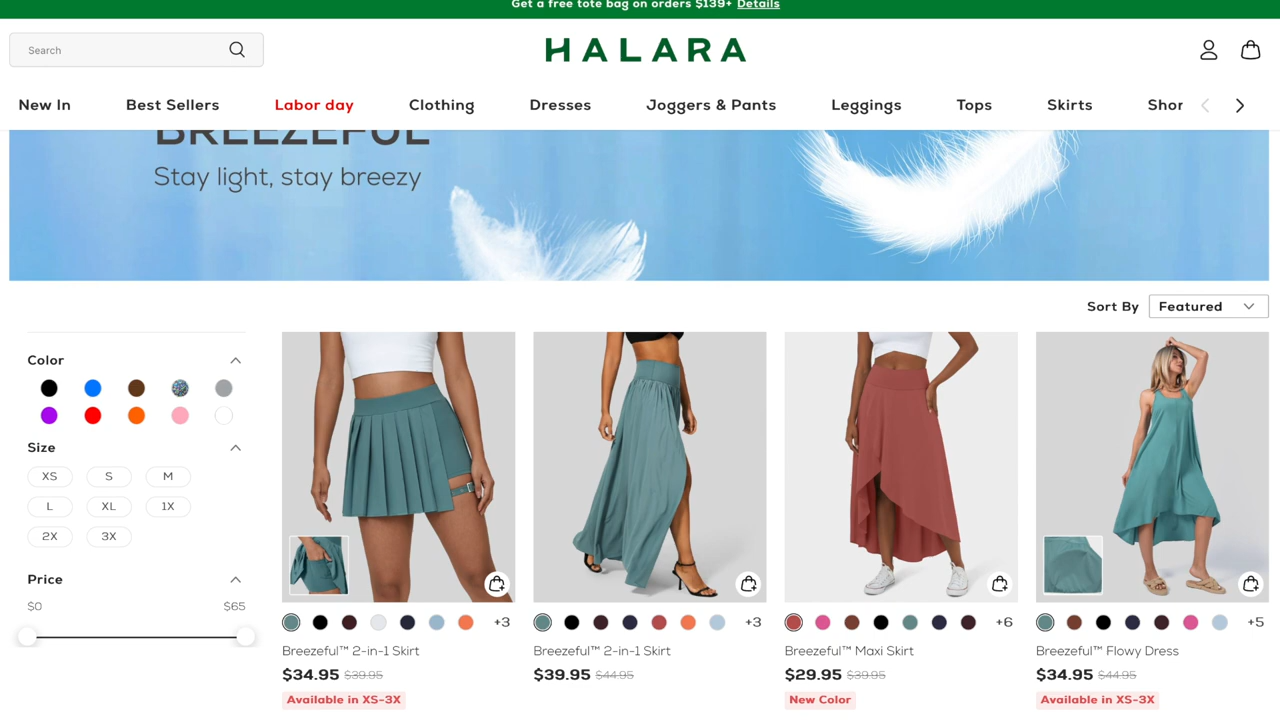 Get a free tote bag on orders $139+ Details
Search
HALARA
New In Best Sellers Labor day Clothing Dresses Joggers & Pants Leggings Tops Skirts Shor
BREEZEFUL
Stay light, stay breezy
Sort By Featured
Color
Size
XS S M
L XL 1X
2X 3X
Price
$0 $65
+3
Breezeful™ 2-in-1 Skirt
$34.95 $39.95
Available in XS-3X
+3
Breezeful™ 2-in-1 Skirt
$39.95 $44.95
+6
Breezeful™ Maxi Skirt
$29.95 $39.95
New Color
+5
Breezeful™ Flowy Dress
$34.95 $44.95
Available in XS-3X